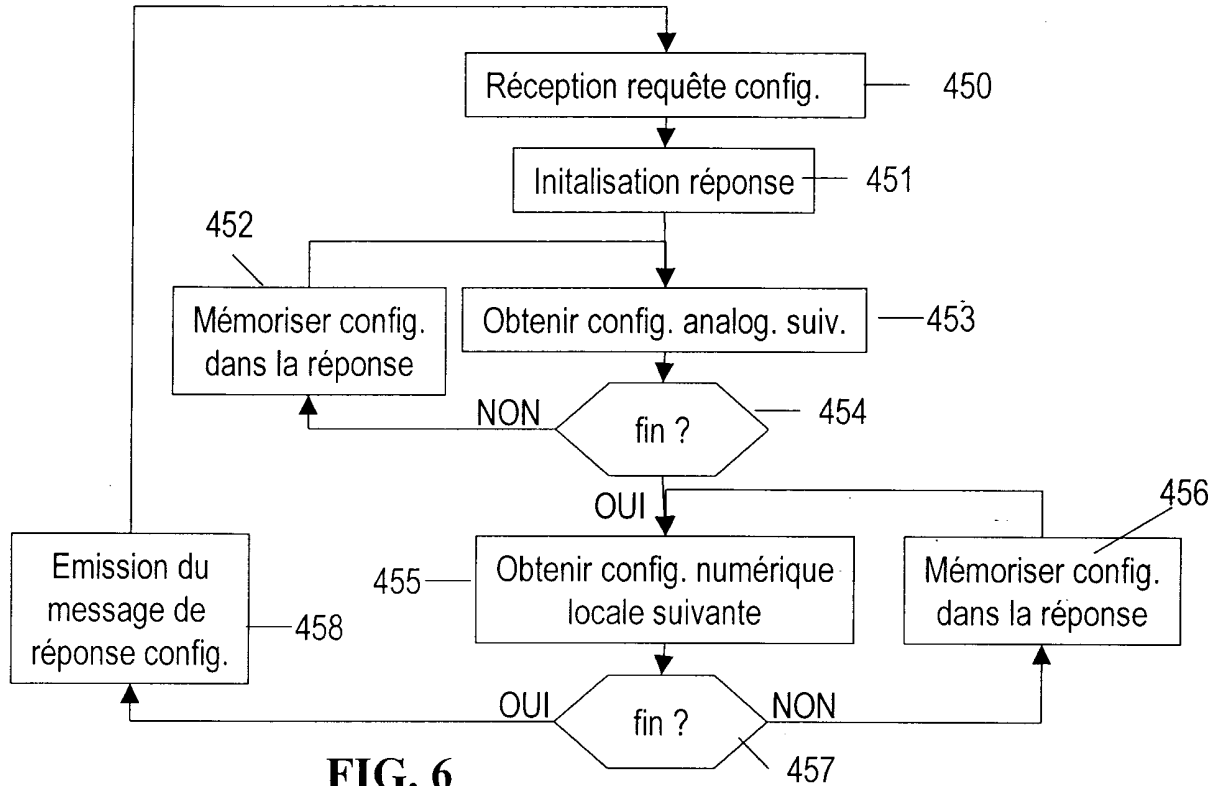 Réception requête config.
450
Initalisation réponse
451
452
Mémoriser config.
dans la réponse
Obtenir config. analog. suiv.
453
NON
fin ?
454
OUI
456
Emission du
message de
réponse config.
458
455
Obtenir config. numérique
locale suivante
Mémoriser config.
dans la réponse
OUI
fin ?
NON
457
FIG. 6